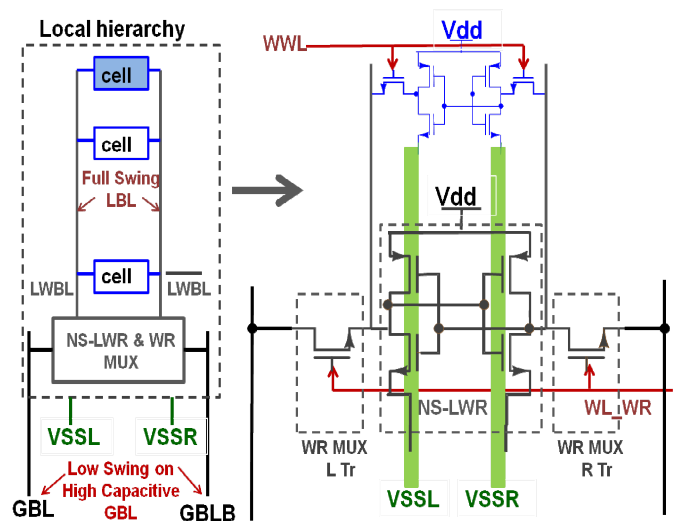 Local hierarchy
cell
cell
Full Swing
LBL
cell
LWBL
LWBL
NS-LWR & WR
MUX
VSSL
VSSR
Low Swing on
High Capacitive
GBL
GBL
GBLB
WWL
Vdd
Vdd
NS-LWR
WL_WR
WR MUX
L Tr
WR MUX
R Tr
VSSL
VSSR